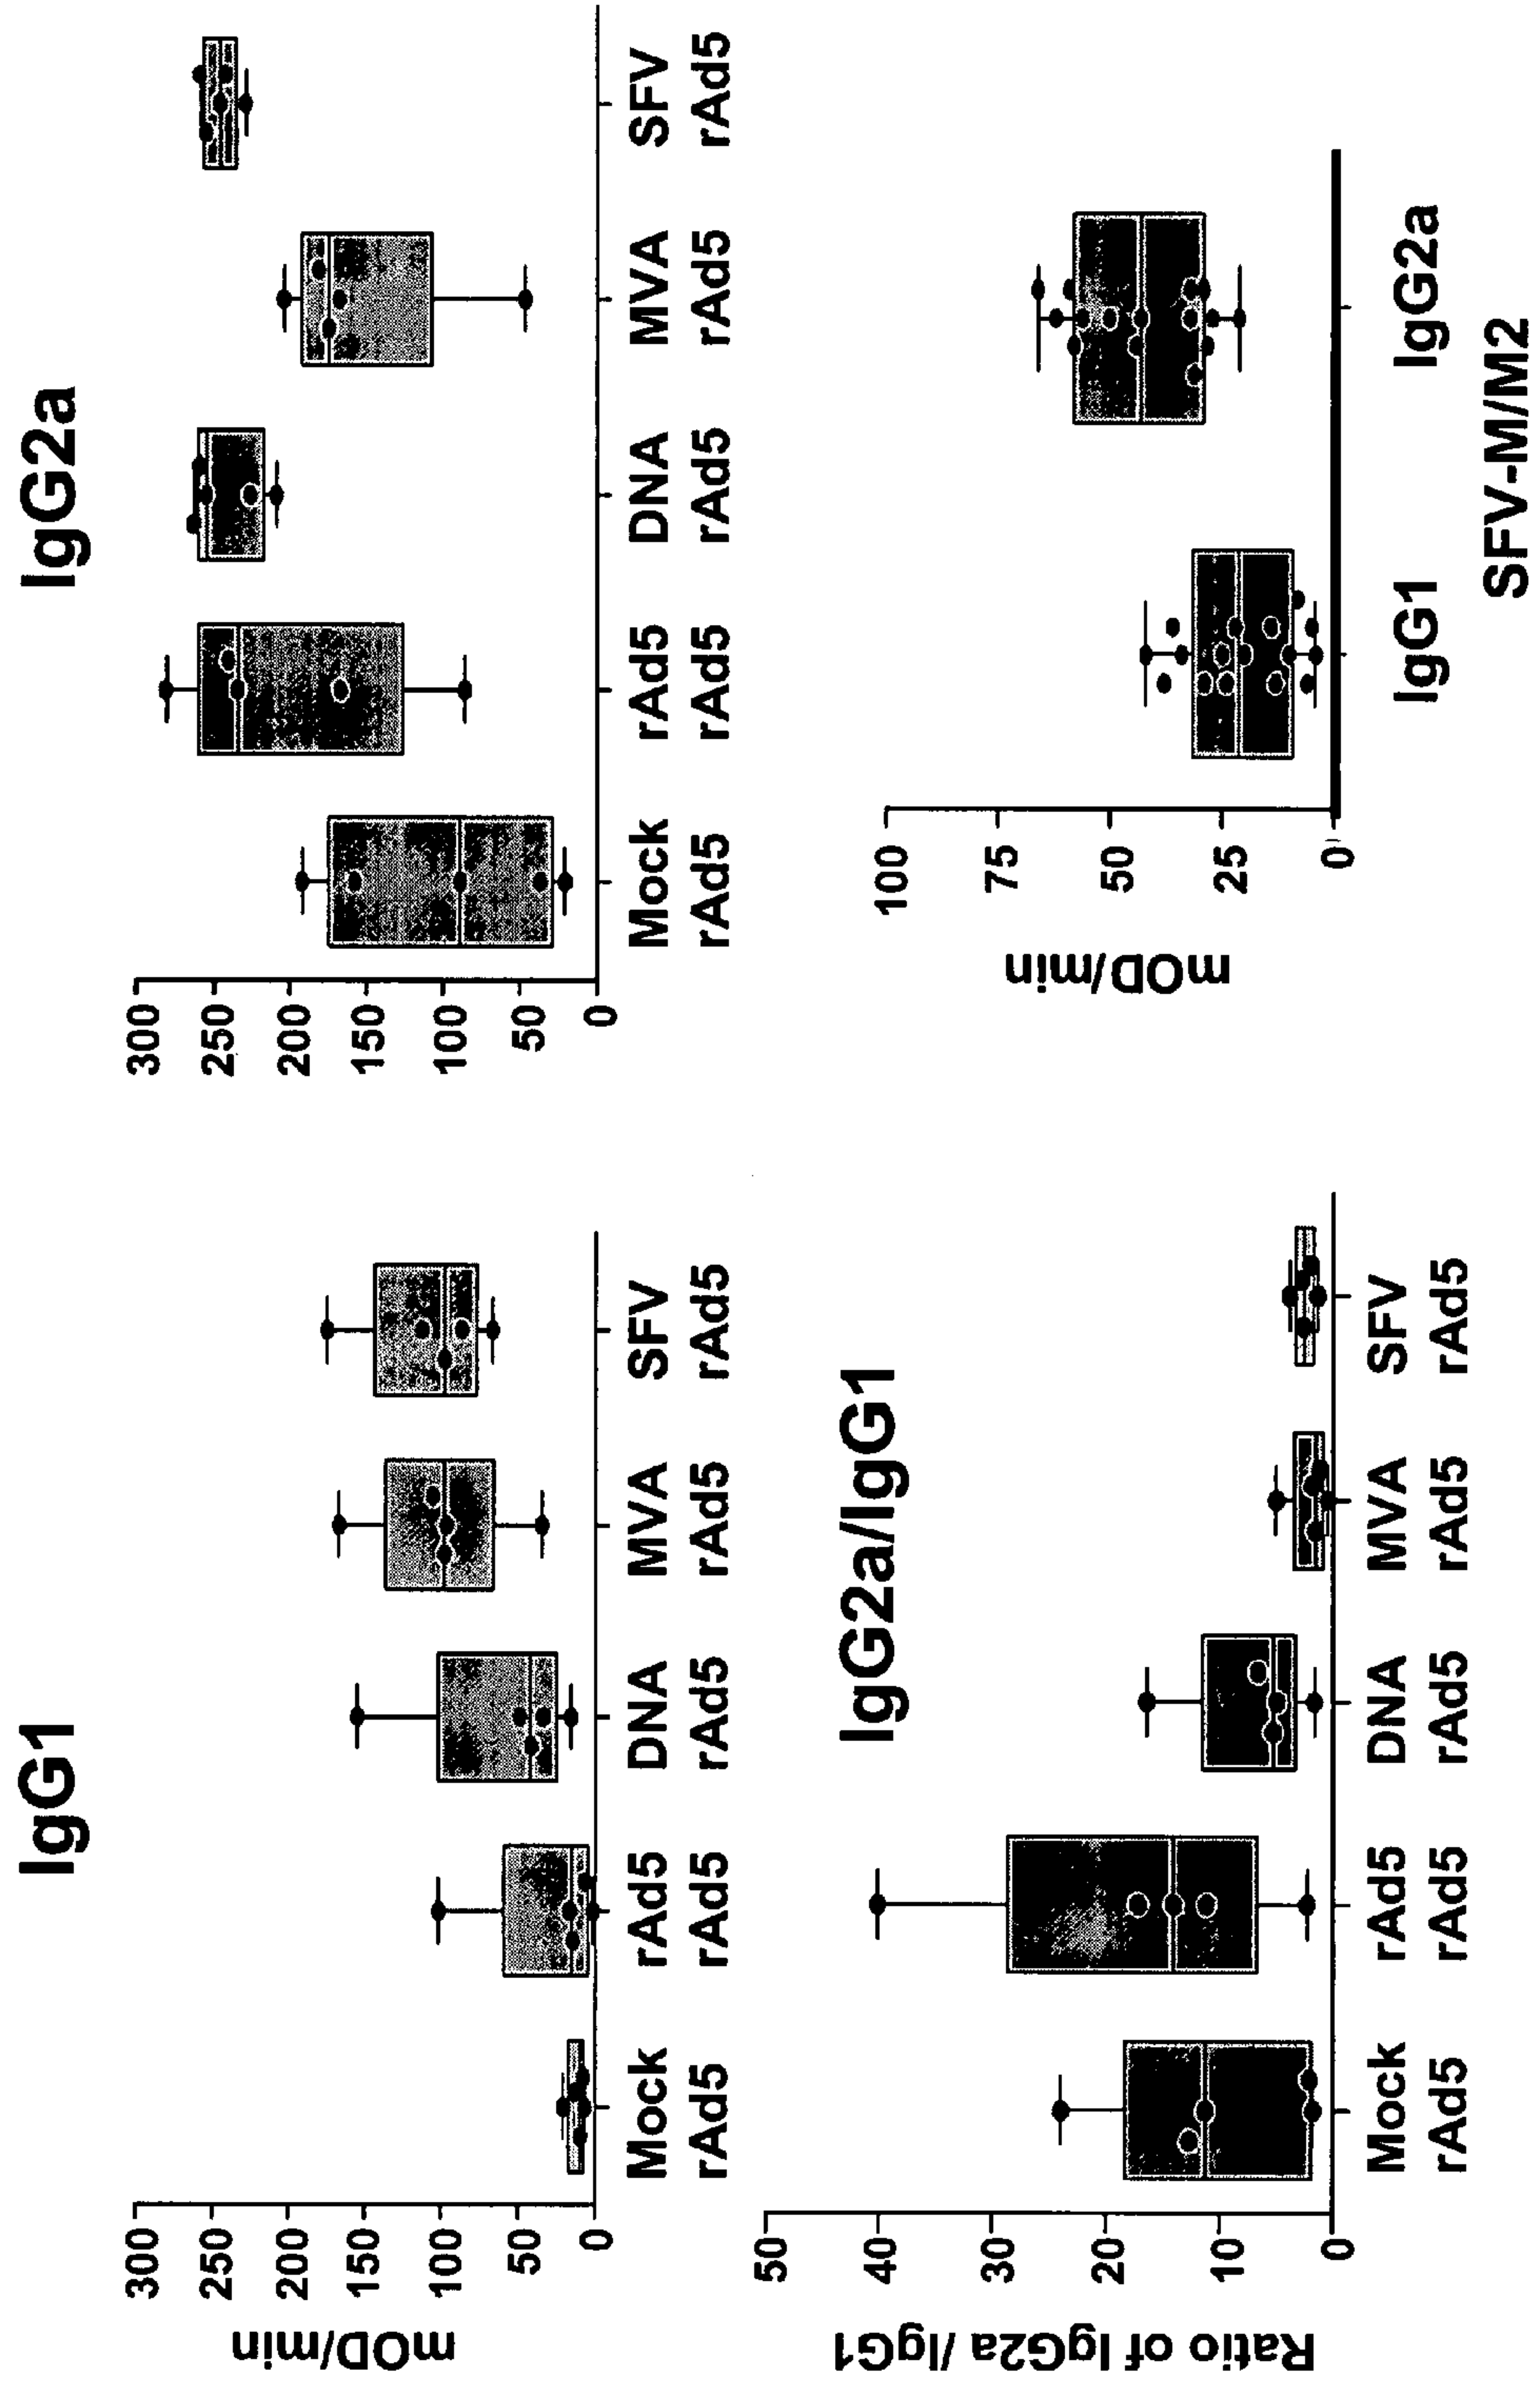 IgG1
300
250
200
150
100
50
0
mOD/min
Mock rAd5 DNA MVA SFV
rAd5 rAd5 rAd5 rAd5 rAd5
IgG2a
300
250
200
150
100
50
0
Mock rAd5 DNA MVA SFV
rAd5 rAd5 rAd5 rAd5 rAd5
IgG2a/IgG1
50
40
30
20
10
0
Ratio of IgG2a /IgG1
Mock rAd5 DNA MVA SFV
rAd5 rAd5 rAd5 rAd5 rAd5
100
75
50
25
0
mOD/min
IgG1 IgG2a
SFV-M/M2